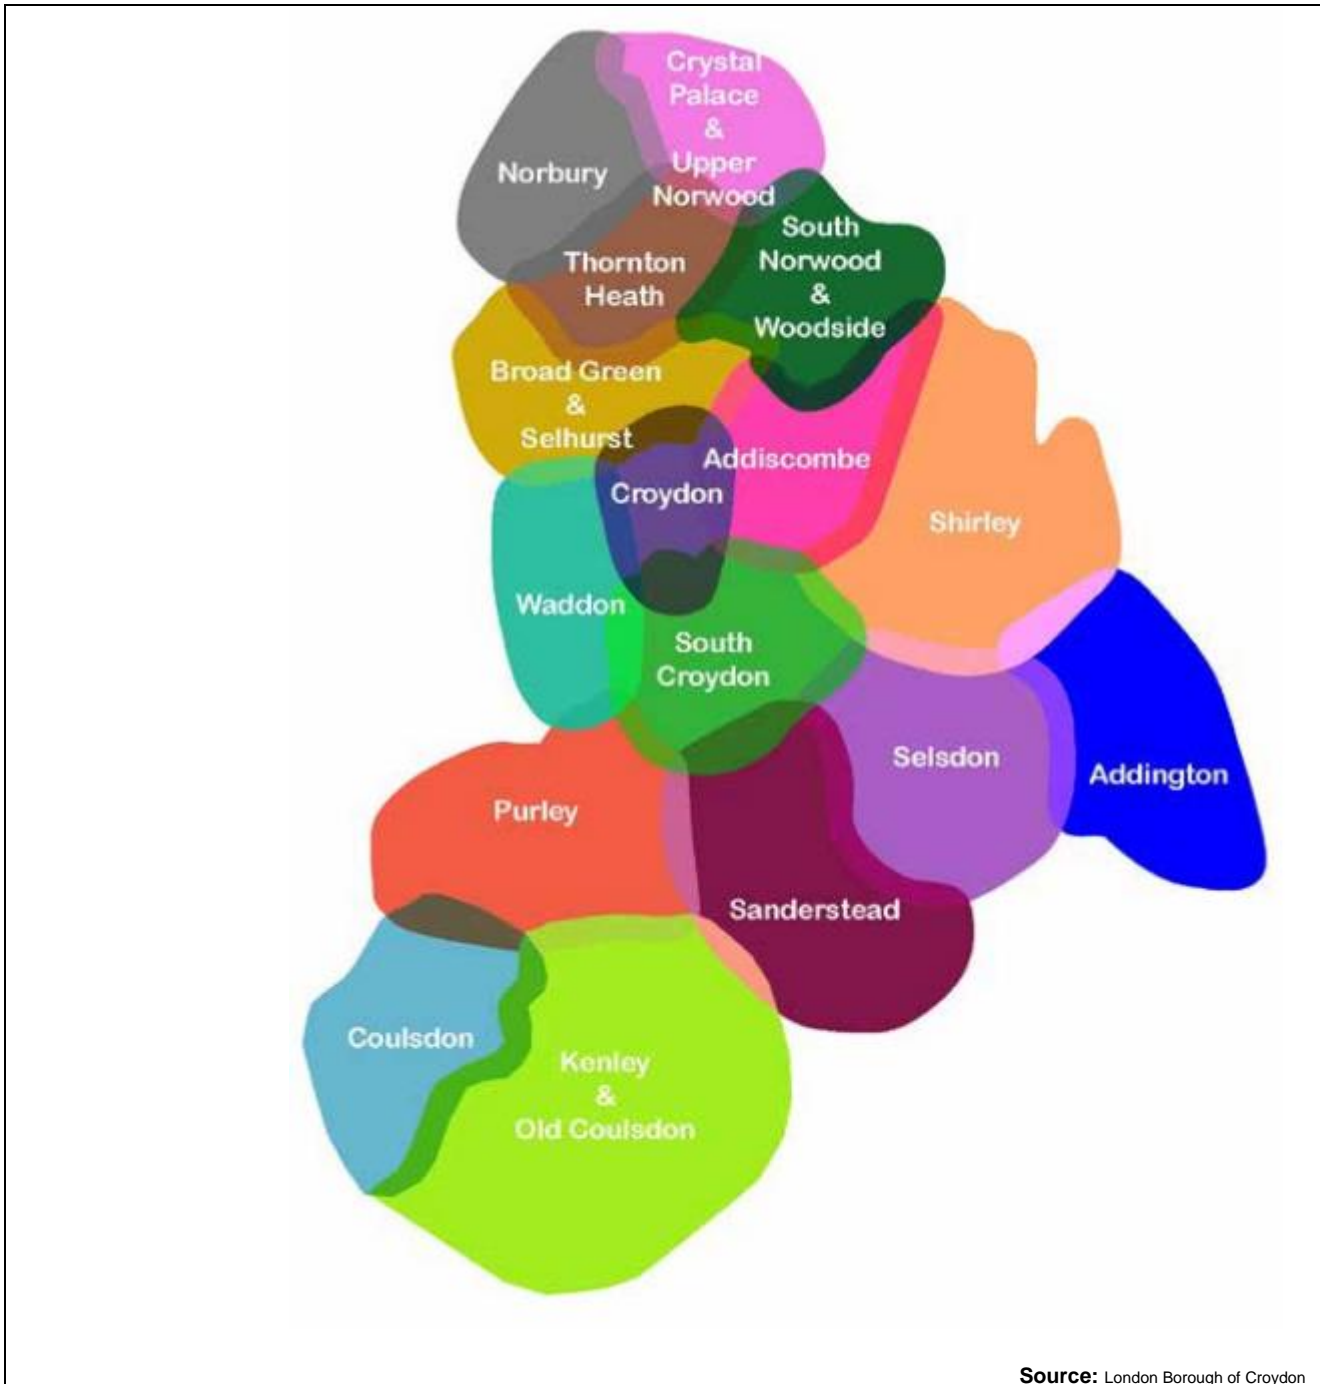 Crystal
Palace
&
Upper
Norwood
Norbury
South
Norwood
&
Woodside
Thornton
Heath
Broad Green
&
Selhurst
Addiscombe
Croydon
Shirley
Waddon
South
Croydon
Selsdon
Addington
Purley
Sanderstead
Coulsdon
Kenley
&
Old Coulsdon
Source: London Borough of Croydon